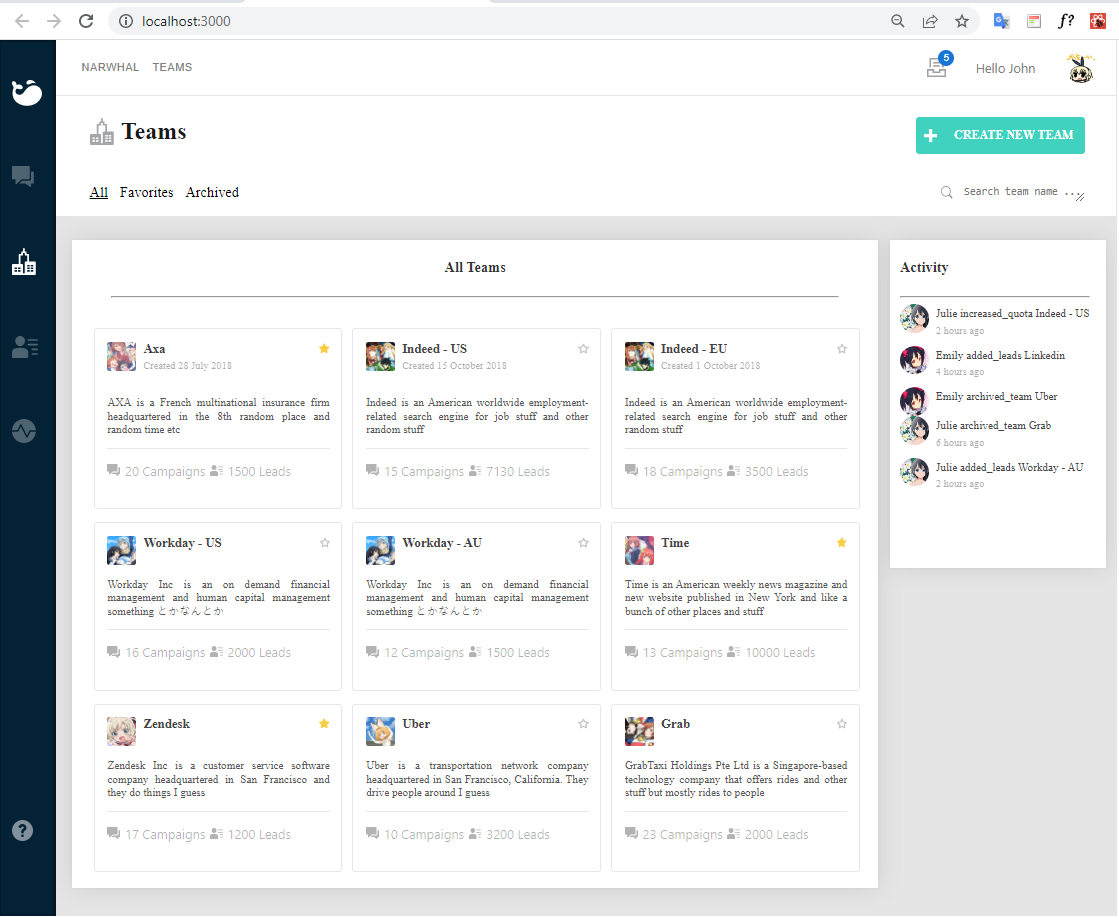 localhost:3000
f?
NARWHAL TEAMS
5
Hello John
Teams
CREATE NEW TEAM
All Favorites Archived
Search team name ...
All Teams
Axa
Created 28 July 2018
AXA is a French multinational insurance firm
headquartered in the 8th random place and
random time etc
20 Campaigns 1500 Leads
Indeed - US
Created 15 October 2018
Indeed is an American worldwide employment-
related search engine for job stuff and other
random stuff
15 Campaigns 7130 Leads
Indeed - EU
Created 1 October 2018
Indeed is an American worldwide employment-
related search engine for job stuff and other
random stuff
18 Campaigns 3500 Leads
Workday - US
Workday Inc is an on demand financial
management and human capital management
something とかなんとか
16 Campaigns 2000 Leads
Workday - AU
Workday Inc is an on demand financial
management and human capital management
something とかなんとか
12 Campaigns 1500 Leads
Time
Time is an American weekly news magazine and
new website published in New York and like a
bunch of other places and stuff
13 Campaigns 10000 Leads
Zendesk
Zendesk Inc is a customer service software
company headquartered in San Francisco and
they do things I guess
17 Campaigns 1200 Leads
Uber
Uber is a transportation network company
headquartered in San Francisco, California. They
drive people around I guess
10 Campaigns 3200 Leads
Grab
GrabTaxi Holdings Pte Ltd is a Singapore-based
technology company that offers rides and other
stuff but mostly rides to people
23 Campaigns 2000 Leads
Activity
Julie increased_quota Indeed - US
2 hours ago
Emily added_leads Linkedin
4 hours ago
Emily archived_team Uber
Julie archived_team Grab
6 hours ago
Julie added_leads Workday - AU
2 hours ago
?